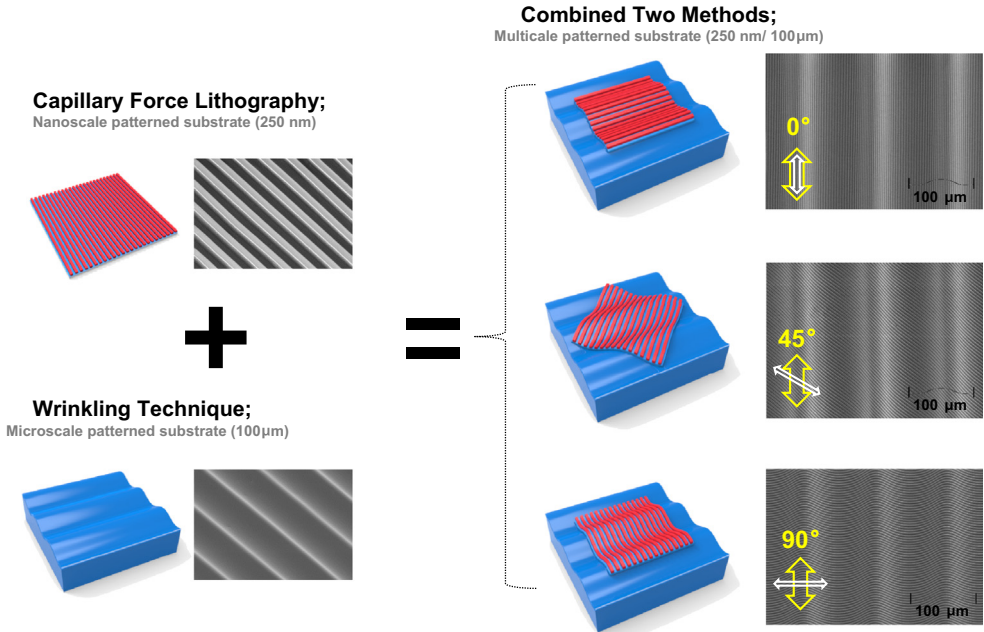 Combined Two Methods;
Multicale patterned substrate (250 nm/ 100µm)
Capillary Force Lithography;
Nanoscale patterned substrate (250 nm)
0°
100 µm
+
=
45°
100 µm
Wrinkling Technique;
Microscale patterned substrate (100µm)
90°
100 µm